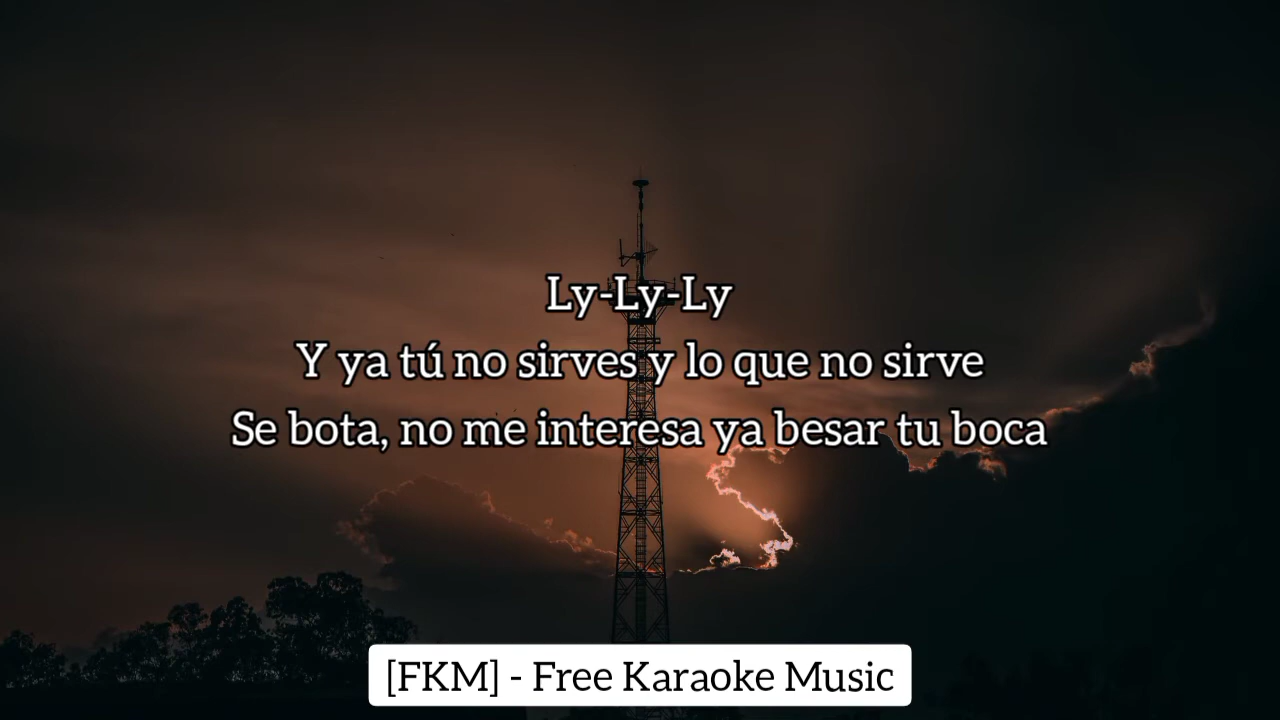 Ly-Ly-Ly
Y ya tú no sirves y lo que no sirve
Se bota, no me interesa ya besar tu boca
[FKM] - Free Karaoke Music